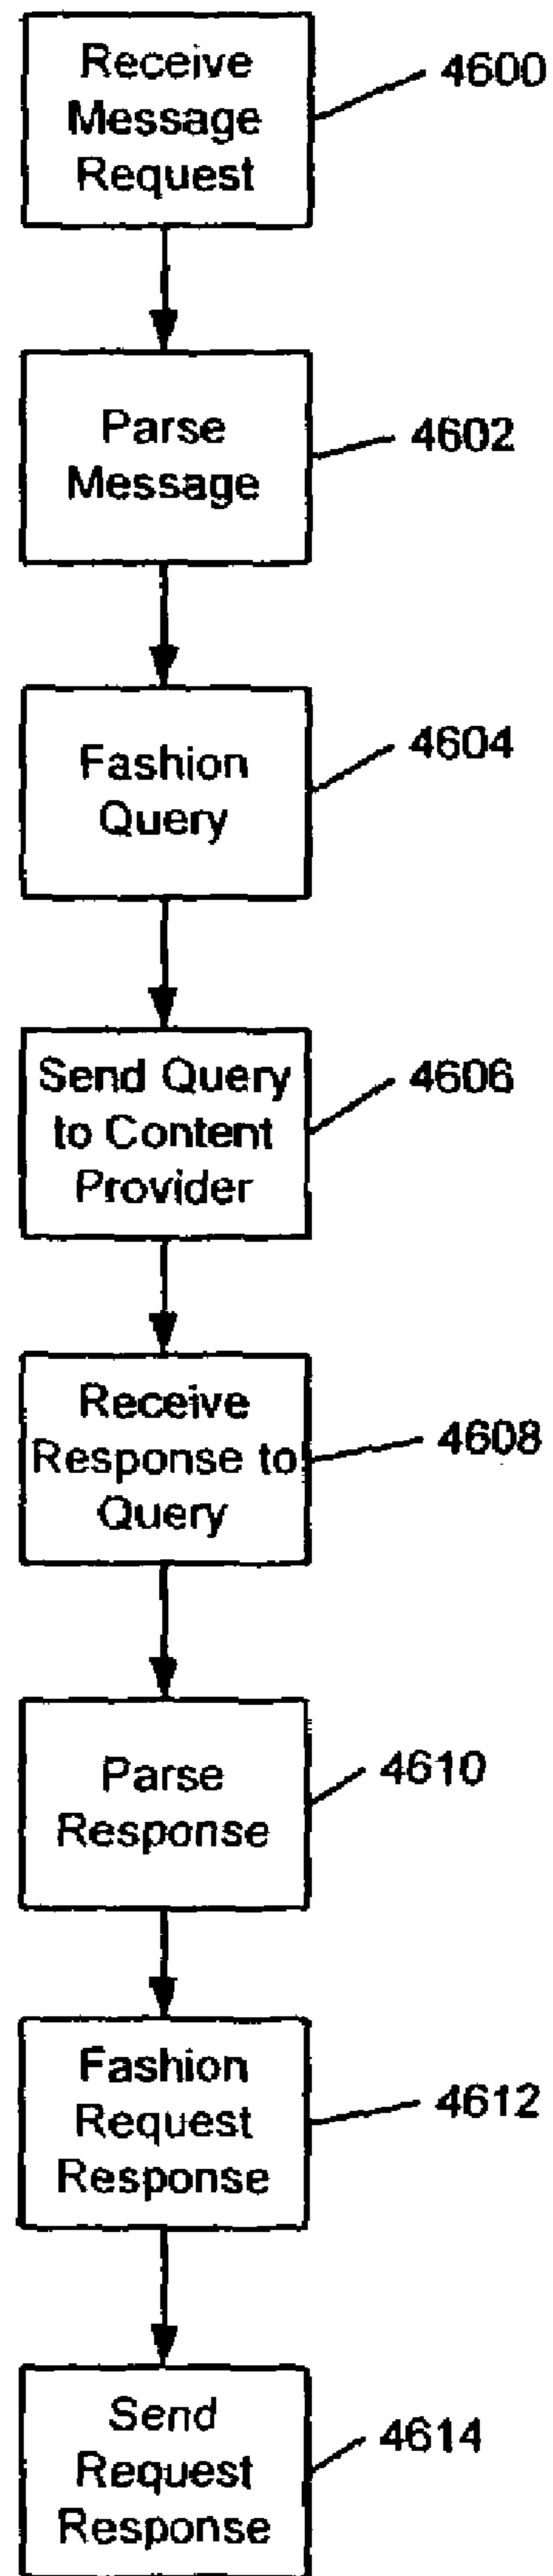 Receive
Message
Request
4600
Parse
Message
4602
Fashion
Query
4604
Send Query
to Content
Provider
4606
Receive
Response to
Query
4608
Parse
Response
4610
Fashion
Request
Response
4612
Send
Request
Response
4614